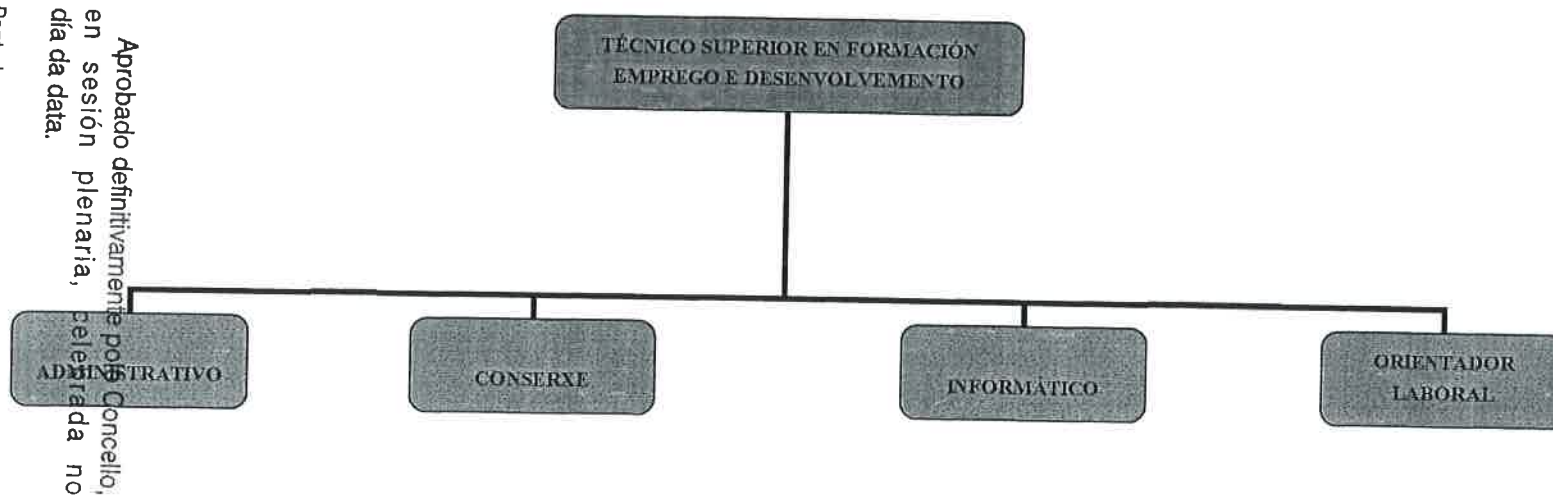 TÉCNICO SUPERIOR EN FORMACIÓN
EMPREGO E DESENVOLVEMENTO
ADMINISTRATIVO
CONSERXE
INFORMÁTICO
ORIENTADOR
LABORAL
Aprobado definitivamente polo Concello,
en sesión plenaria, celebrada no
día da data.